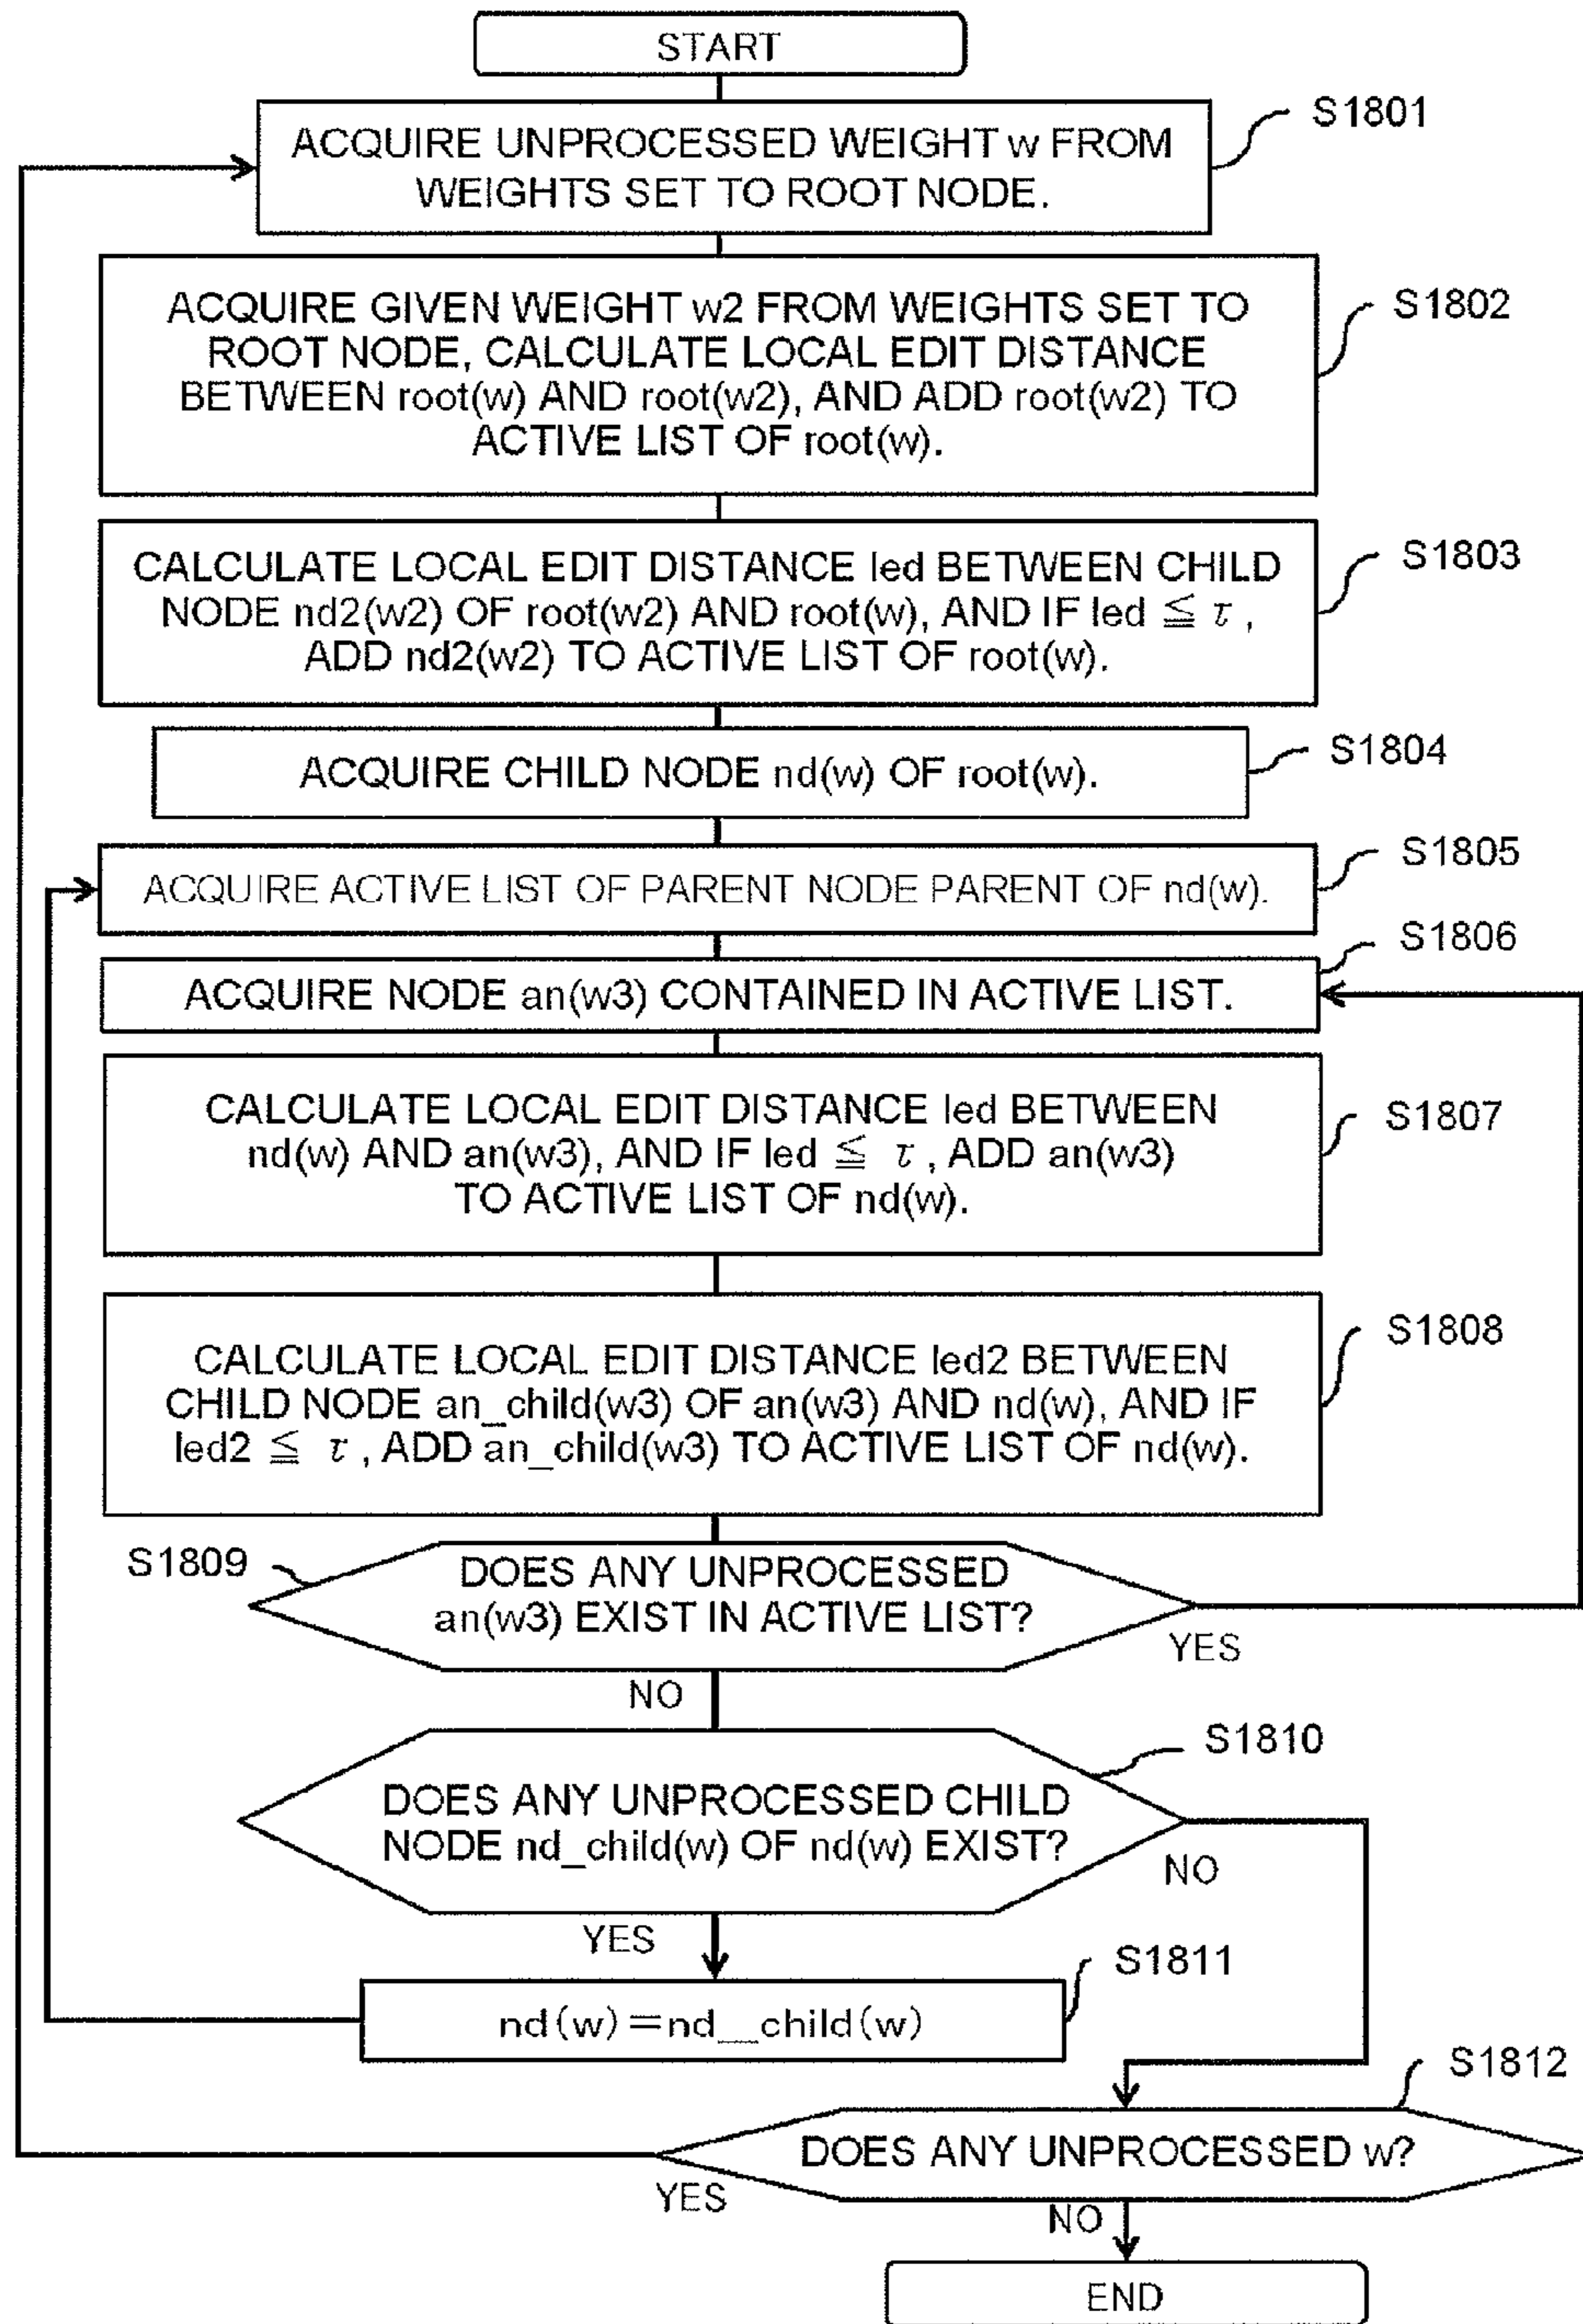 START
S1801
ACQUIRE UNPROCESSED WEIGHT w FROM
WEIGHTS SET TO ROOT NODE.
S1802
ACQUIRE GIVEN WEIGHT w2 FROM WEIGHTS SET TO
ROOT NODE, CALCULATE LOCAL EDIT DISTANCE
BETWEEN root(w) AND root(w2), AND ADD root(w2) TO
ACTIVE LIST OF root(w).
S1803
CALCULATE LOCAL EDIT DISTANCE led BETWEEN CHILD
NODE nd2(w2) OF root(w2) AND root(w), AND IF led ≦ τ,
ADD nd2(w2) TO ACTIVE LIST OF root(w).
S1804
ACQUIRE CHILD NODE nd(w) OF root(w).
S1805
ACQUIRE ACTIVE LIST OF PARENT NODE PARENT OF nd(w).
S1806
ACQUIRE NODE an(w3) CONTAINED IN ACTIVE LIST.
S1807
CALCULATE LOCAL EDIT DISTANCE led BETWEEN
nd(w) AND an(w3), AND IF led ≦ τ, ADD an(w3)
TO ACTIVE LIST OF nd(w).
S1808
CALCULATE LOCAL EDIT DISTANCE led2 BETWEEN
CHILD NODE an_child(w3) OF an(w3) AND nd(w), AND IF
led2 ≦ τ, ADD an_child(w3) TO ACTIVE LIST OF nd(w).
S1809
DOES ANY UNPROCESSED
an(w3) EXIST IN ACTIVE LIST?
YES
NO
S1810
DOES ANY UNPROCESSED CHILD
NODE nd_child(w) OF nd(w) EXIST?
NO
YES
S1811
nd(w)=nd__child(w)
S1812
DOES ANY UNPROCESSED w?
YES
NO
END